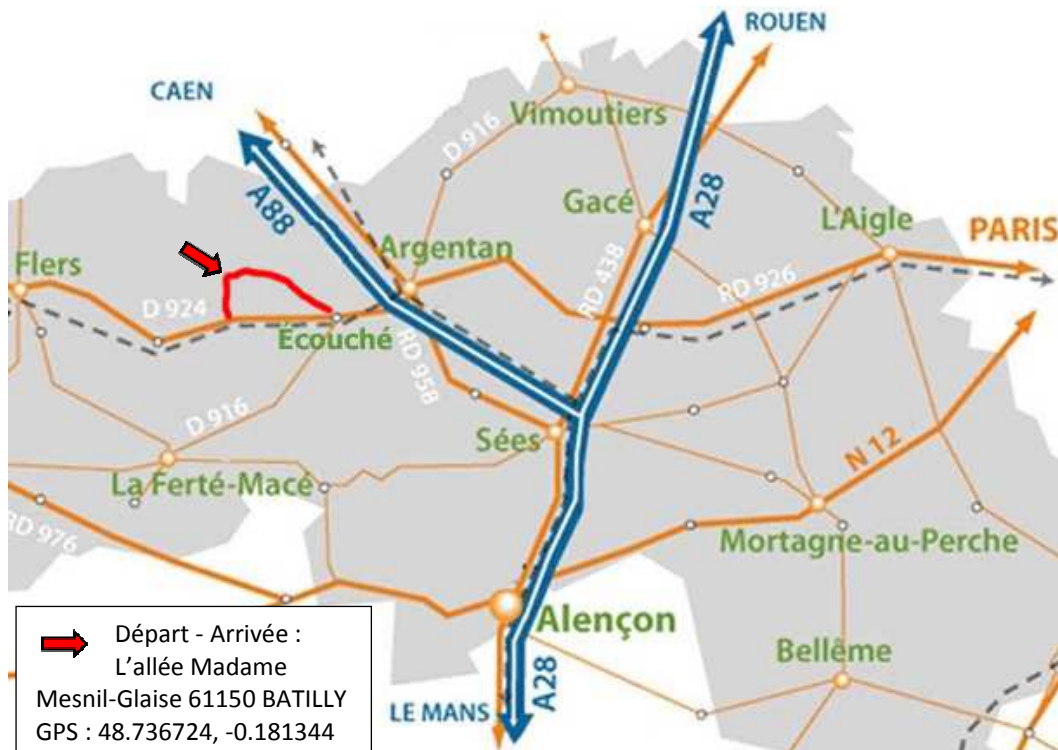 ROUEN
CAEN
Vimoutiers
D 916
A88
A28
Gacé
L'Aigle
PARIS
Argentan
Flers
RD 438
RD 926
D 924
Écouché
RD 958
D 916
Sées
N 12
La Ferté-Macé
RD 976
Mortagne-au-Perche
Alençon
Bellême
A28
LE MANS
Départ - Arrivée :
L'allée Madame
Mesnil-Glaise 61150 BATILLY
GPS : 48.736724, -0.181344